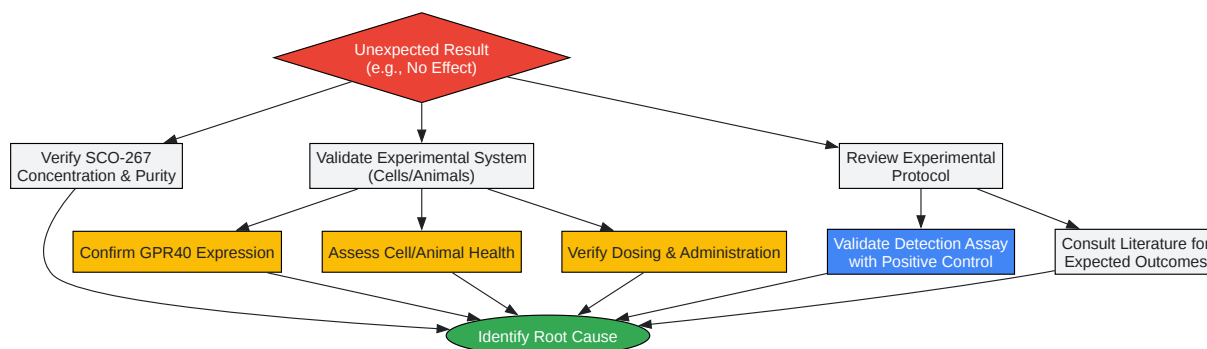 Unexpected Result
(e.g., No Effect)
Verify SCO-267
Concentration & Purity
Validate Experimental System
(Cells/Animals)
Review Experimental
Protocol
Confirm GPR40 Expression
Assess Cell/Animal Health
Verify Dosing & Administration
Validate Detection Assay
with Positive Control
Consult Literature for
Expected Outcomes
Identify Root Cause